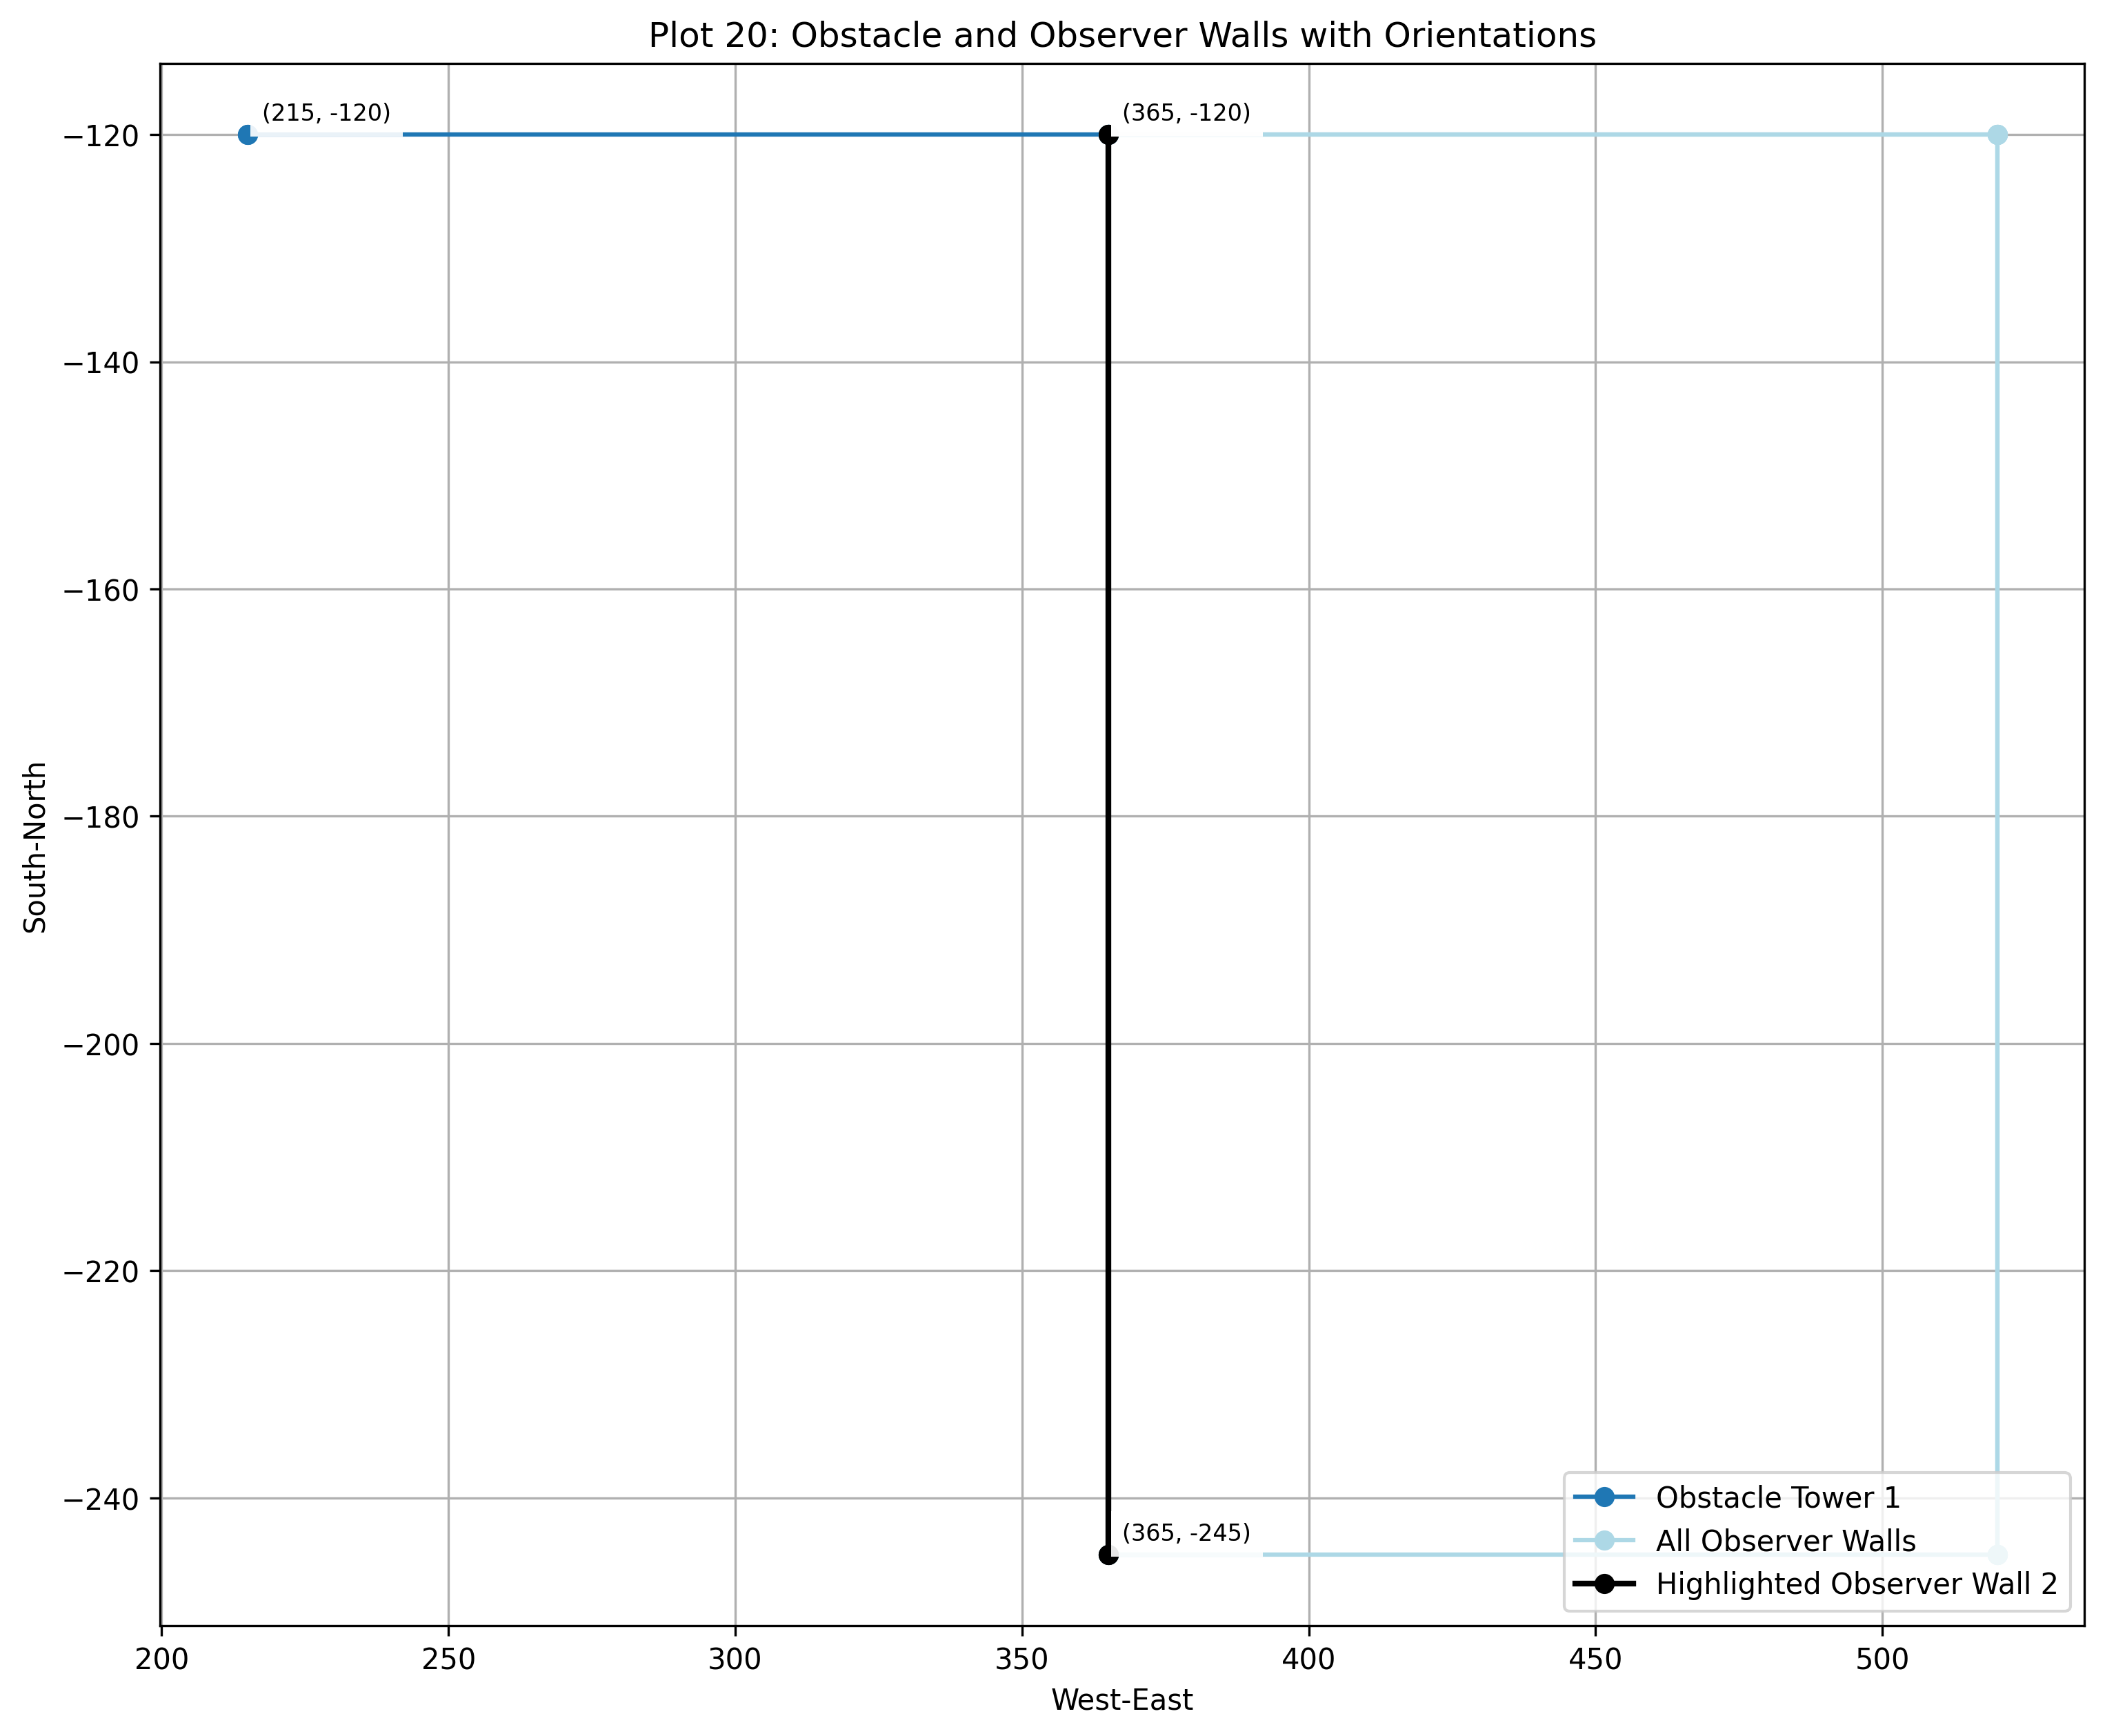 Plot 20: Obstacle and Observer Walls with Orientations
(215, -120)
(365, -120)
−120
−140
−160
−180
−200
−220
−240
South-North
(365, -245)
Obstacle Tower 1
All Observer Walls
Highlighted Observer Wall 2
200
250
300
350
400
450
500
West-East